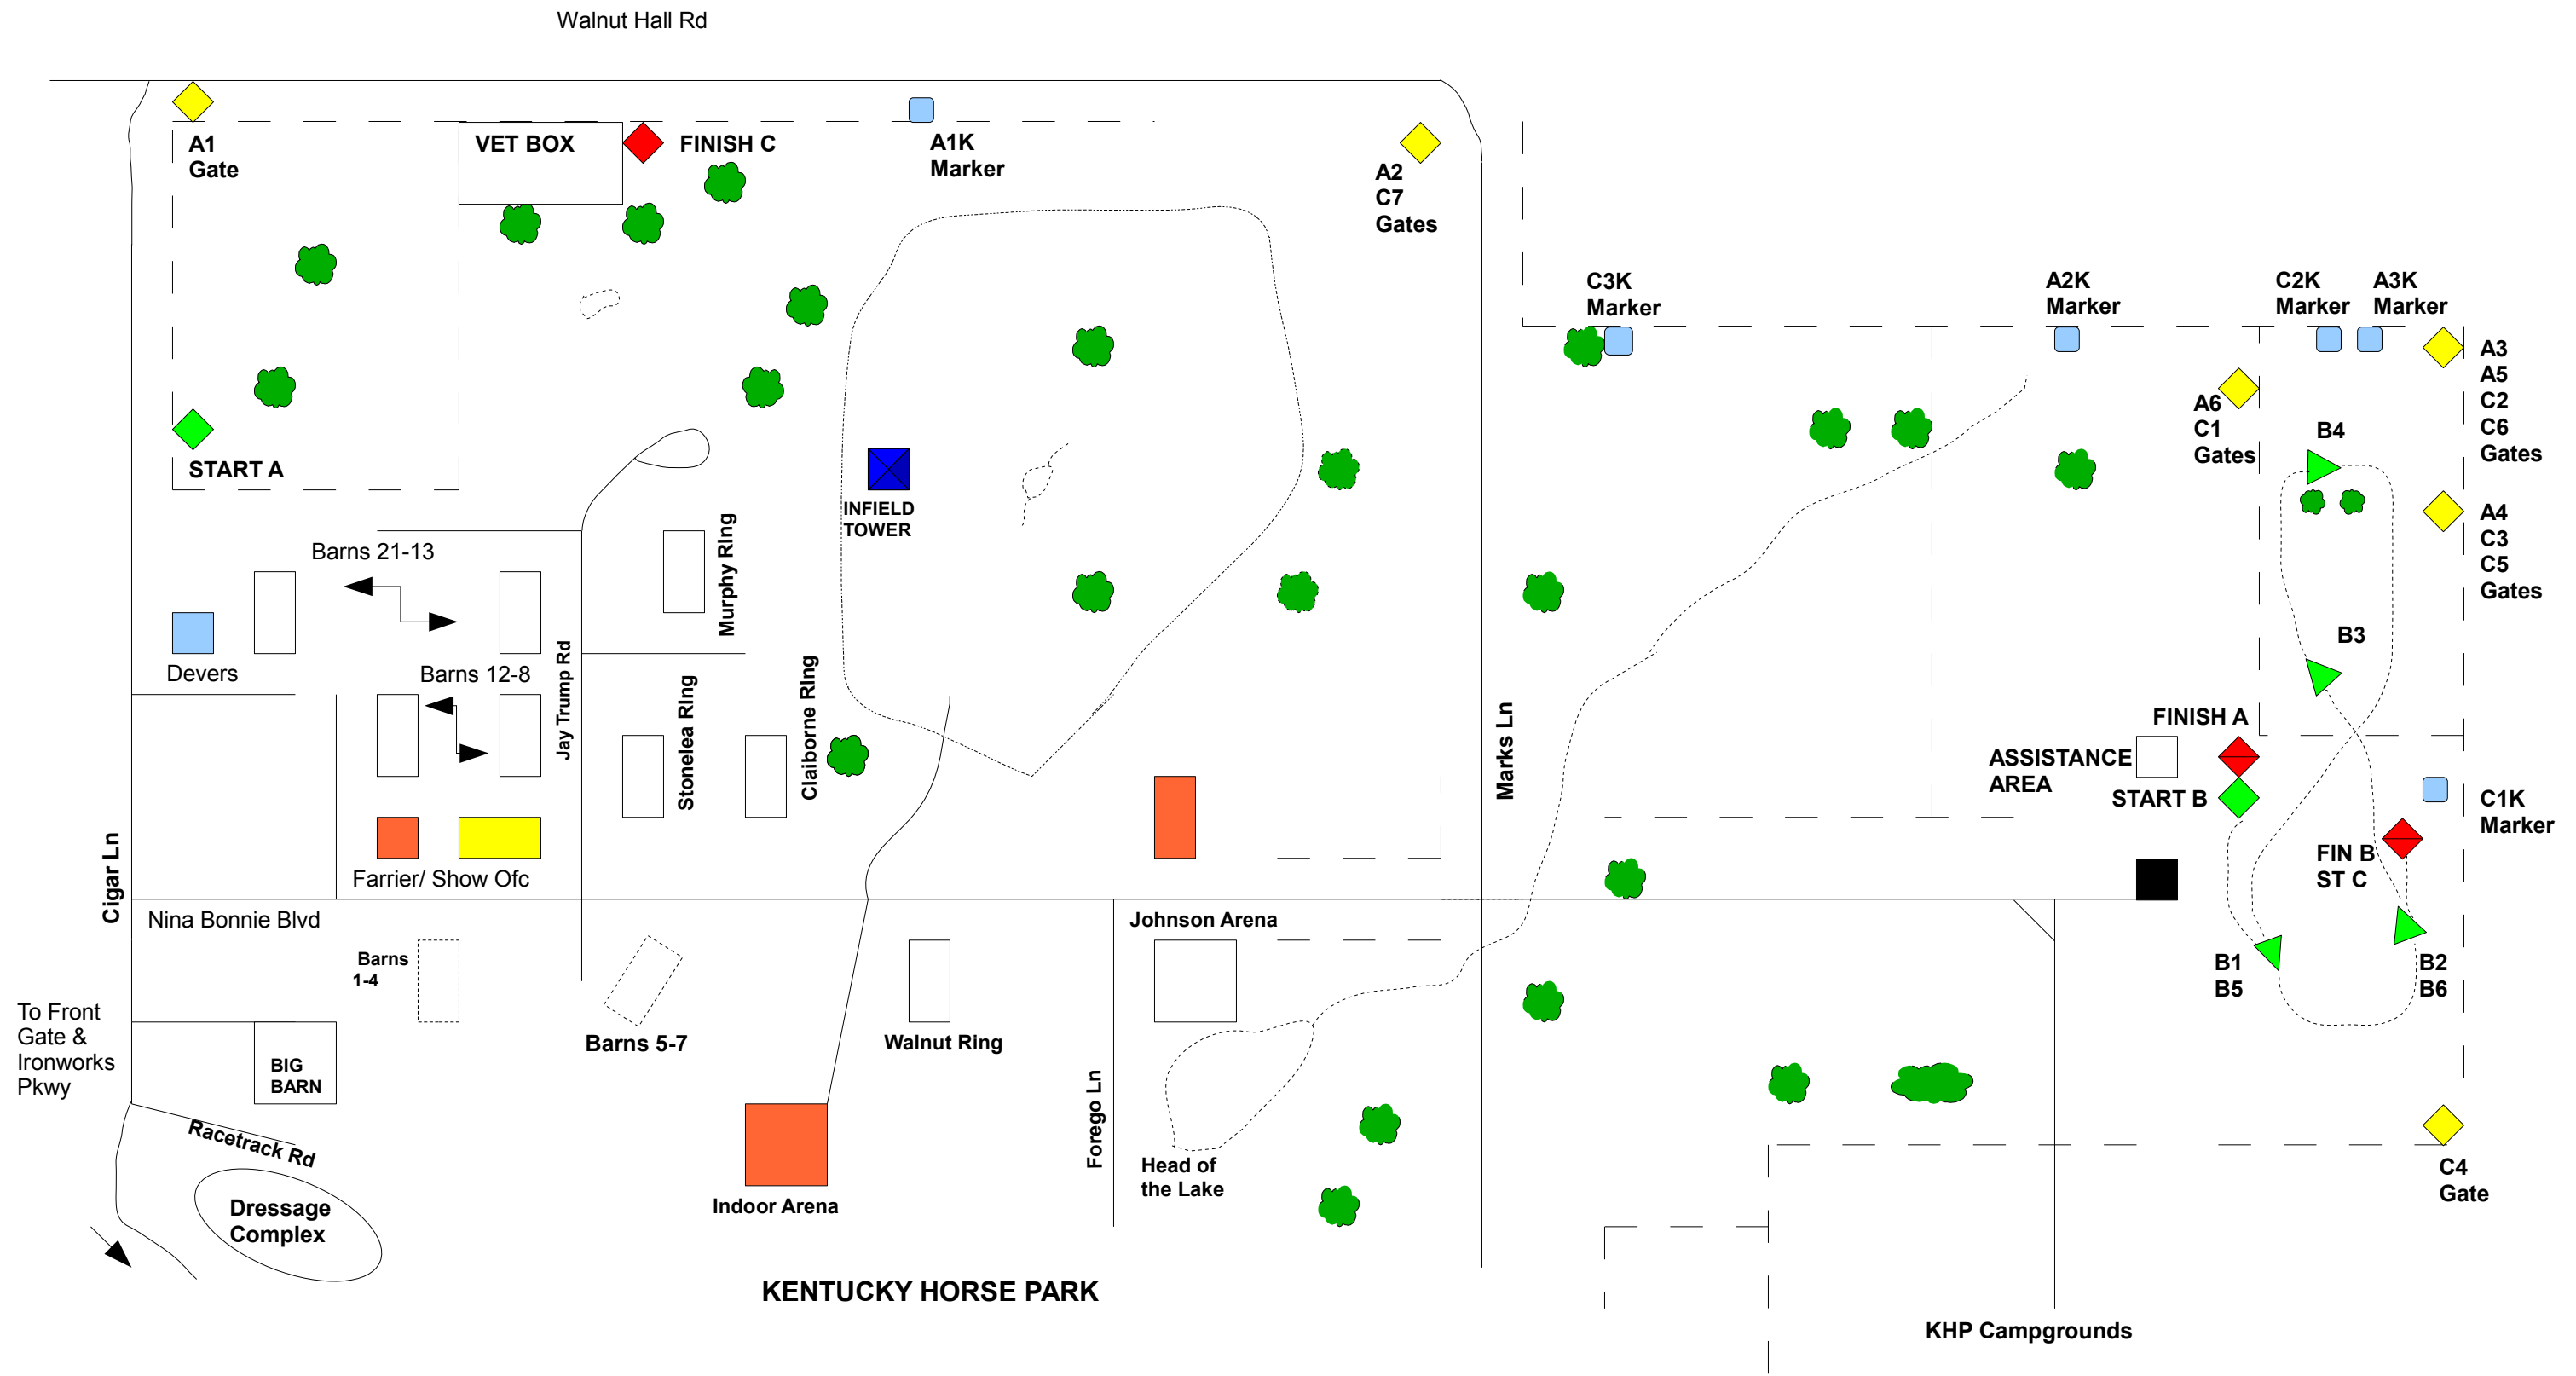 Walnut Hall Rd
A1
Gate
VET BOX
FINISH C
A1K
Marker
A2
C7
Gates
C3K
Marker
A2K
Marker
C2K
Marker
A3K
Marker
A3
A5
C2
C6
Gates
A6
C1
Gates
B4
START A
INFIELD
TOWER
A4
C3
C5
Gates
Barns 21-13
Murphy RIng
Devers
Barns 12-8
Jay Trump Rd
Stonelea RIng
Claiborne RIng
Marks Ln
B3
FINISH A
ASSISTANCE
AREA
START B
C1K
Marker
FIN B
ST C
Cigar Ln
Farrier/ Show Ofc
Nina Bonnie Blvd
Johnson Arena
Barns
1-4
B1
B5
B2
B6
To Front
Gate &
Ironworks
Pkwy
BIG
BARN
Barns 5-7
Walnut Ring
Forego Ln
Racetrack Rd
Head of
the Lake
C4
Gate
Dressage
Complex
Indoor Arena
KENTUCKY HORSE PARK
KHP Campgrounds